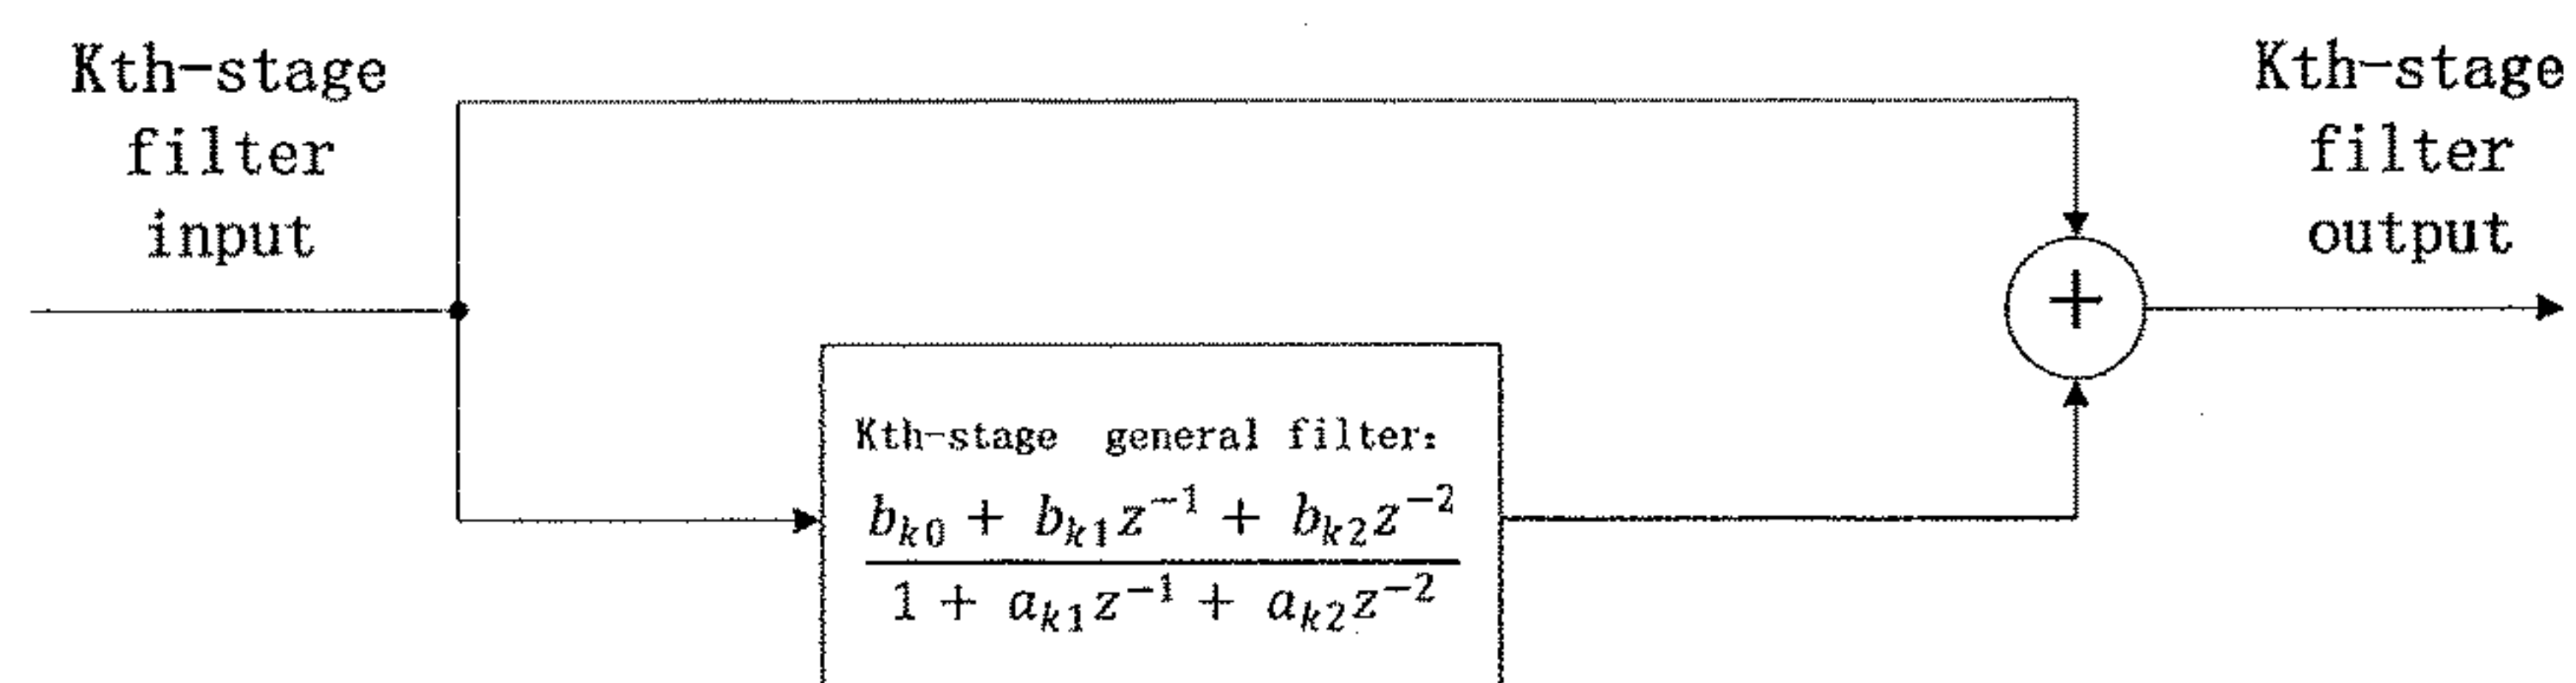 Kth-stage
filter
input
Kth-stage
filter
output
+
Kth-stage general filter:
b_{k0} + b_{k1}z^{-1} + b_{k2}z^{-2}
1 + a_{k1}z^{-1} + a_{k2}z^{-2}